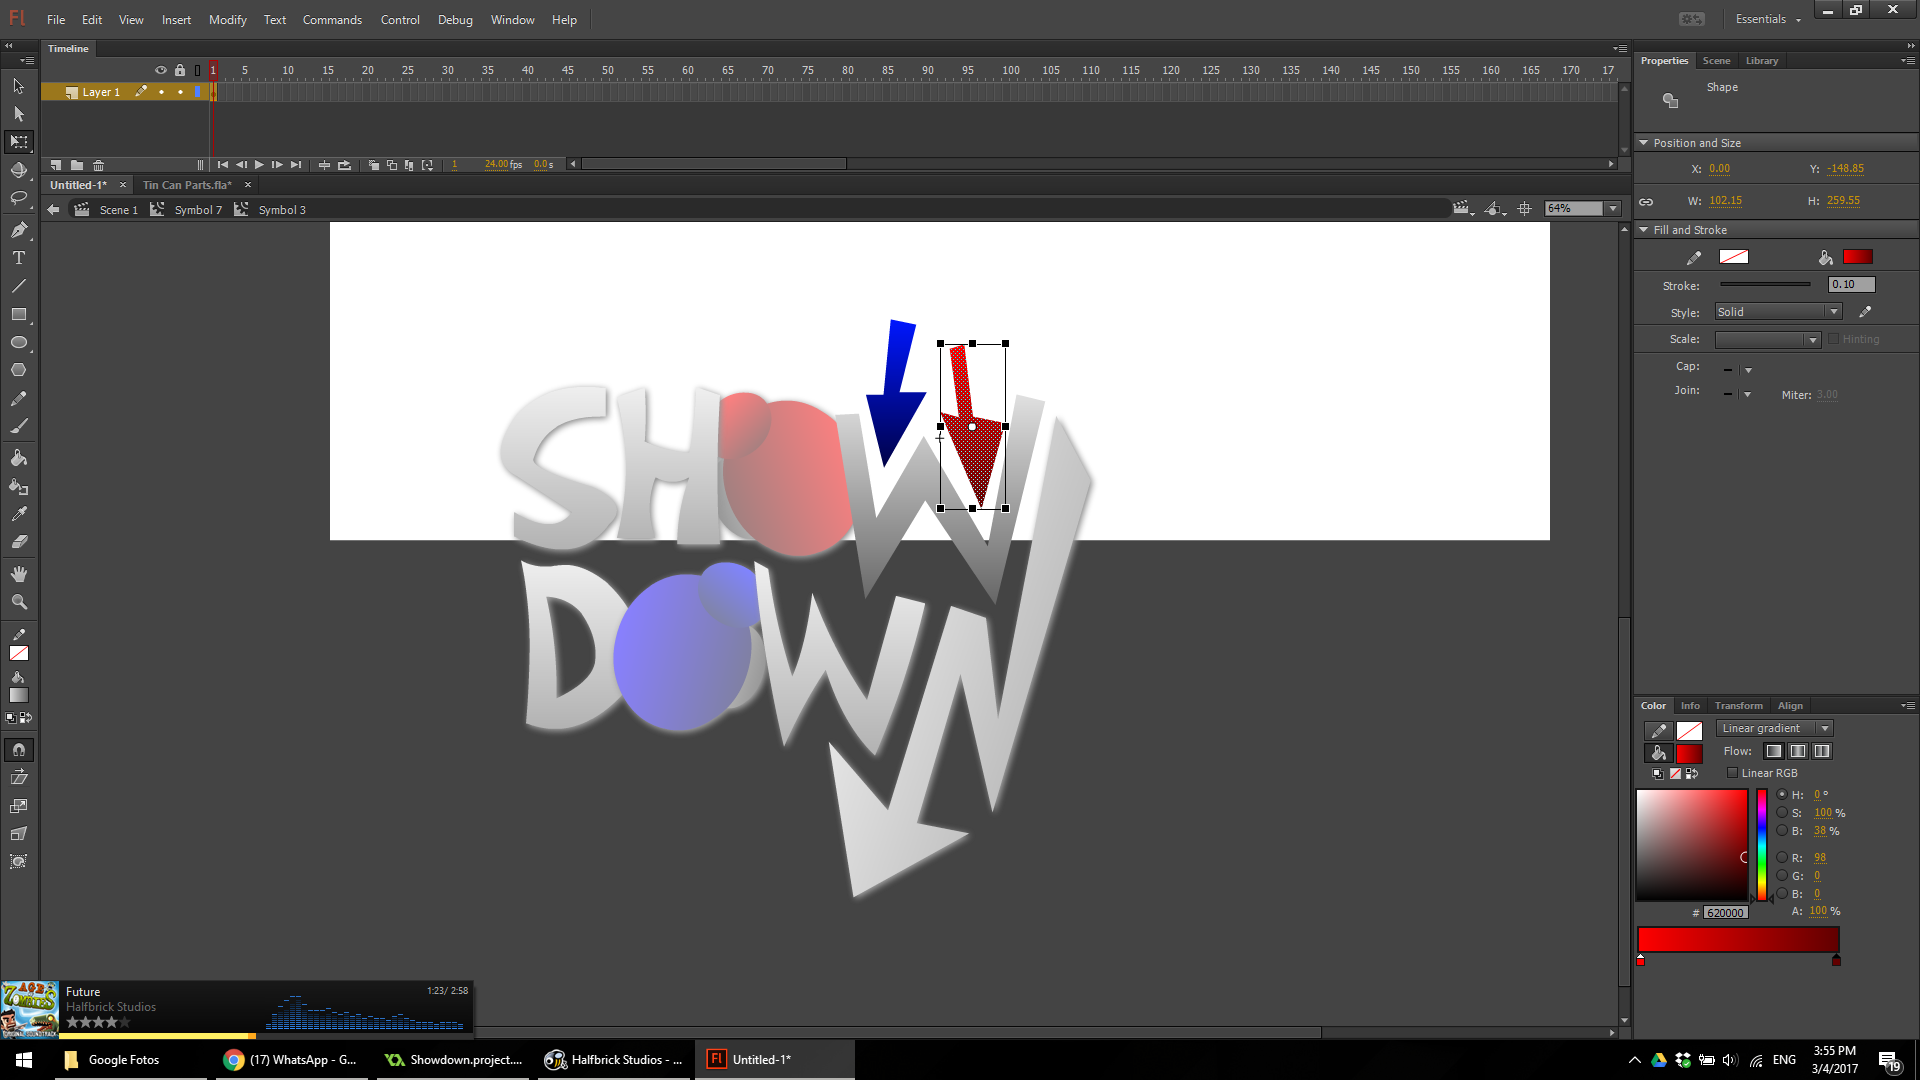 Fl File Edit View Insert Modify Text Commands Control Debug Window Help Essentials
Timeline
1 5 10 15 20 25 30 35 40 45 50 55 60 65 70 75 80 85 90 95 100 105 110 115 120 125 130 135 140 145 150 155 160 165 170 17
Layer 1
1 24.00 fps 0.0 s
Untitled-1* Tin Can Parts.fla*
Scene 1 Symbol 7 Symbol 3 64%
SHOW
DOWN
Properties Scene Library
Shape
Position and Size
X: 0.00 Y: -148.85
W: 102.15 H: 259.55
Fill and Stroke
Stroke: 0.10
Style: Solid
Scale: Hinting
Cap:
Join: Miter: 3.00
Color Info Transform Align
Linear gradient
Flow:
Linear RGB
H: 0 °
S: 100 %
B: 38 %
R: 98
G: 0
B: 0
# 620000 A: 100 %
AGE
ZOMBIES
Future 1:23/ 2:58
Halfbrick Studios
Google Fotos (17) WhatsApp - G... Showdown.project.... Halfbrick Studios - ... Fl Untitled-1*
ENG 3:55 PM
3/4/2017 19